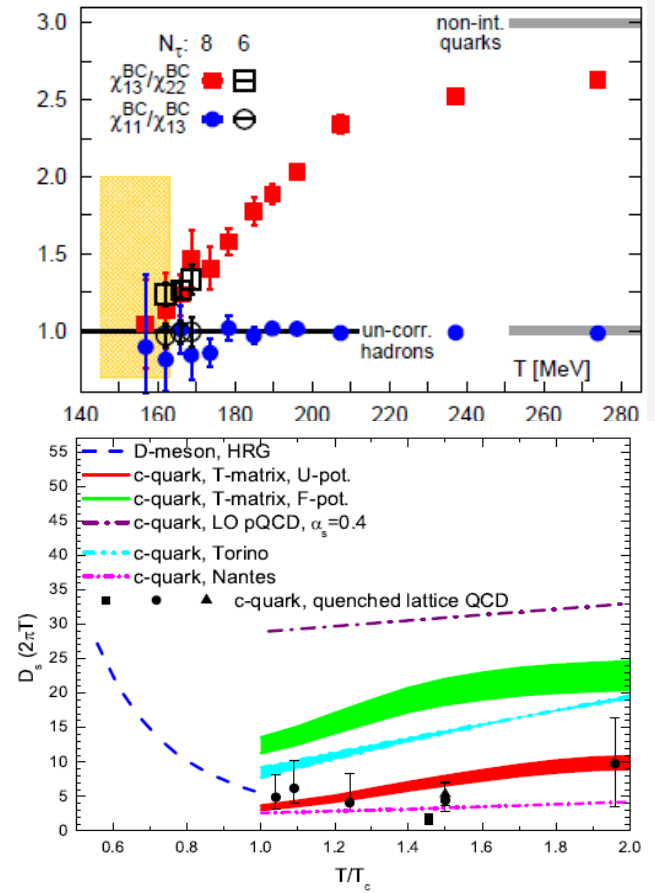 3.0
non-int.
quarks
N_τ: 8 6
χ_13^BC/χ_22^BC
χ_11^BC/χ_13^BC
2.5
2.0
1.5
1.0
un-corr.
hadrons
T [MeV]
140 160 180 200 220 240 260 280
55
50
45
40
35
30
25
20
15
10
5
0
D_s (2πT)
D-meson, HRG
c-quark, T-matrix, U-pot.
c-quark, T-matrix, F-pot.
c-quark, LO pQCD, α_s=0.4
c-quark, Torino
c-quark, Nantes
c-quark, quenched lattice QCD
0.6 0.8 1.0 1.2 1.4 1.6 1.8 2.0
T/T_c